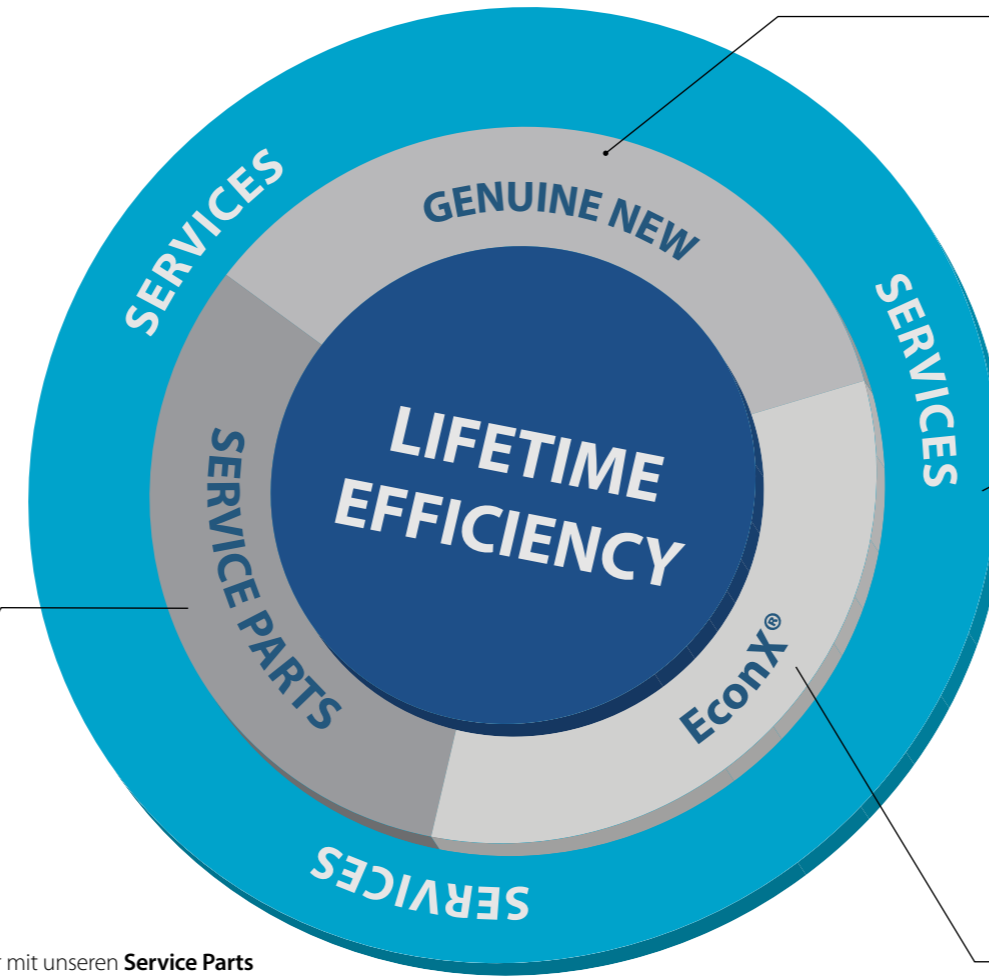 SERVICES
GENUINE NEW
SERVICES
LIFETIME
EFFICIENCY
SERVICE PARTS
EconX®
SERVICES
mit unseren Service Parts